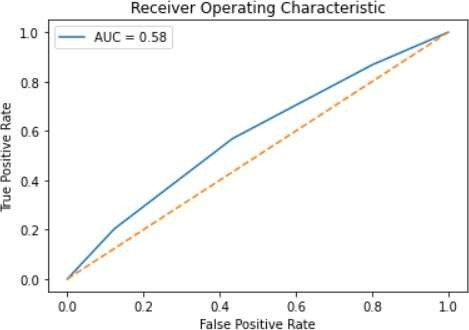 Receiver Operating Characteristic
AUC = 0.58
True Positive Rate
1.0
0.8
0.6
0.4
0.2
0.0
0.0 0.2 0.4 0.6 0.8 1.0
False Positive Rate